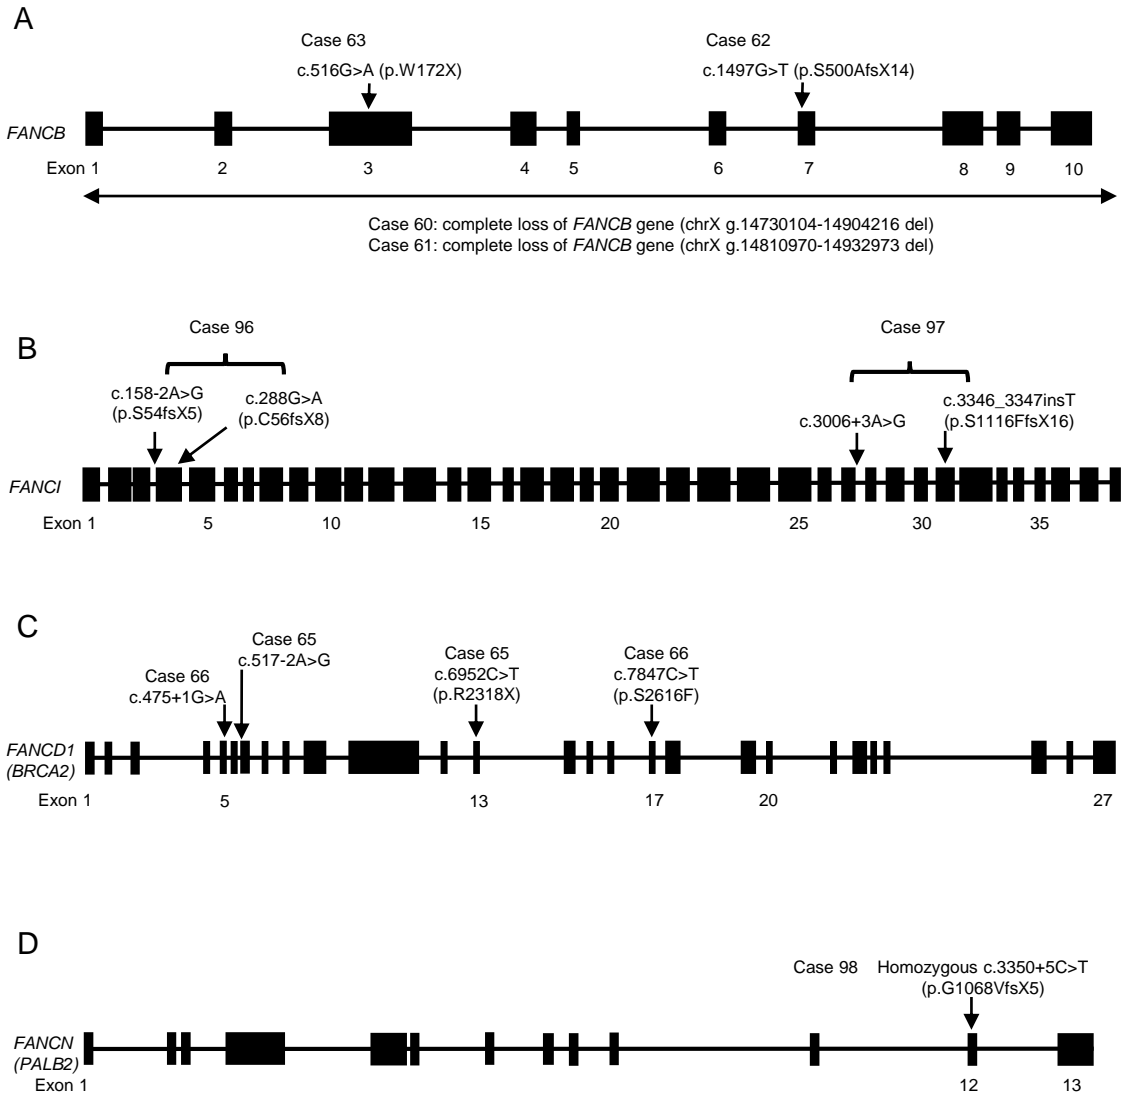 A
Case 63
Case 62
c.516G>A (p.W172X)
c.1497G>T (p.S500AfsX14)
FANCB
Exon 1 2 3 4 5 6 7 8 9 10
Case 60: complete loss of FANCB gene (chrX g.14730104-14904216 del)
Case 61: complete loss of FANCB gene (chrX g.14810970-14932973 del)
B
Case 96
Case 97
c.158-2A>G
(p.S54fsX5)
c.288G>A
(p.C56fsX8)
c.3006+3A>G
c.3346_3347insT
(p.S1116FfsX16)
FANCI
Exon 1 5 10 15 20 25 30 35
C
Case 66
c.475+1G>A
Case 65
c.517-2A>G
Case 65
c.6952C>T
(p.R2318X)
Case 66
c.7847C>T
(p.S2616F)
FANCD1
(BRCA2)
Exon 1 5 13 17 20 27
D
Case 98 Homozygous c.3350+5C>T
(p.G1068VfsX5)
FANCN
(PALB2)
Exon 1 12 13